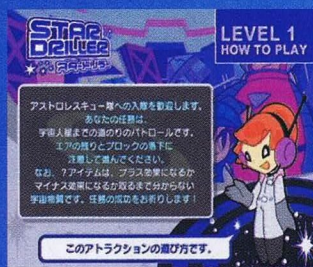 STAR
DRILLER
LEVEL 1
HOW TO PLAY
アストロレスキュー隊への入隊を歓迎します。
あなたの任務は、
宇宙人星までの道のりのパトロールです。
エアの残りとブロックの落下に
注意して進んでください。
なお、?アイテムは、プラス効果になるか
マイナス効果になるか取るまで分からない
宇宙物質です。任務の成功をお祈りします!
このアトラクションの遊び方です。